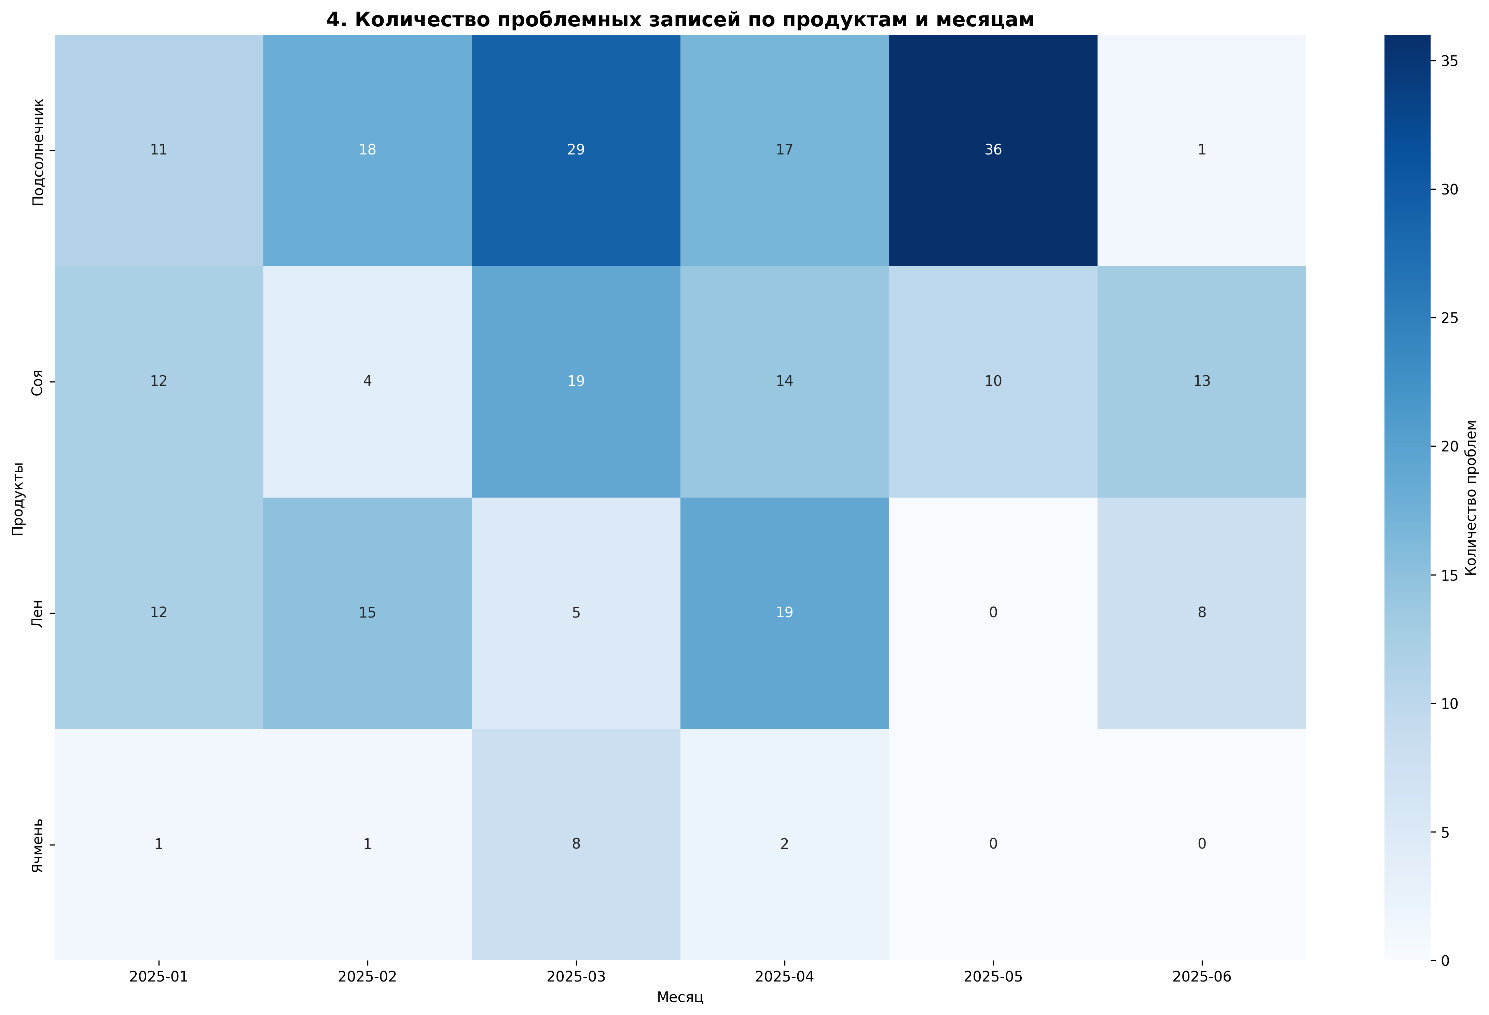 4. Количество проблемных записей по продуктам и месяцам
Продукты
Подсолнечник
11 18 29 17 36 1
Соя
12 4 19 14 10 13
Лен
12 15 5 19 0 8
Ячмень
1 1 8 2 0 0
2025-01 2025-02 2025-03 2025-04 2025-05 2025-06
Месяц
35
30
25
20
15
10
5
0
Количество проблем